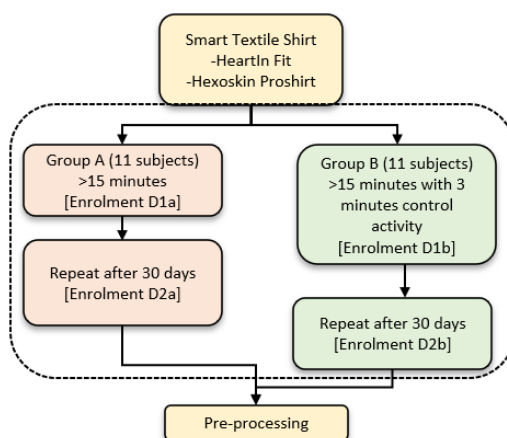 Smart Textile Shirt
-HeartIn Fit
-Hexoskin Proshirt
Group A (11 subjects)
>15 minutes
[Enrolment D1a]
Repeat after 30 days
[Enrolment D2a]
Group B (11 subjects)
>15 minutes with 3
minutes control
activity
[Enrolment D1b]
Repeat after 30 days
[Enrolment D2b]
Pre-processing